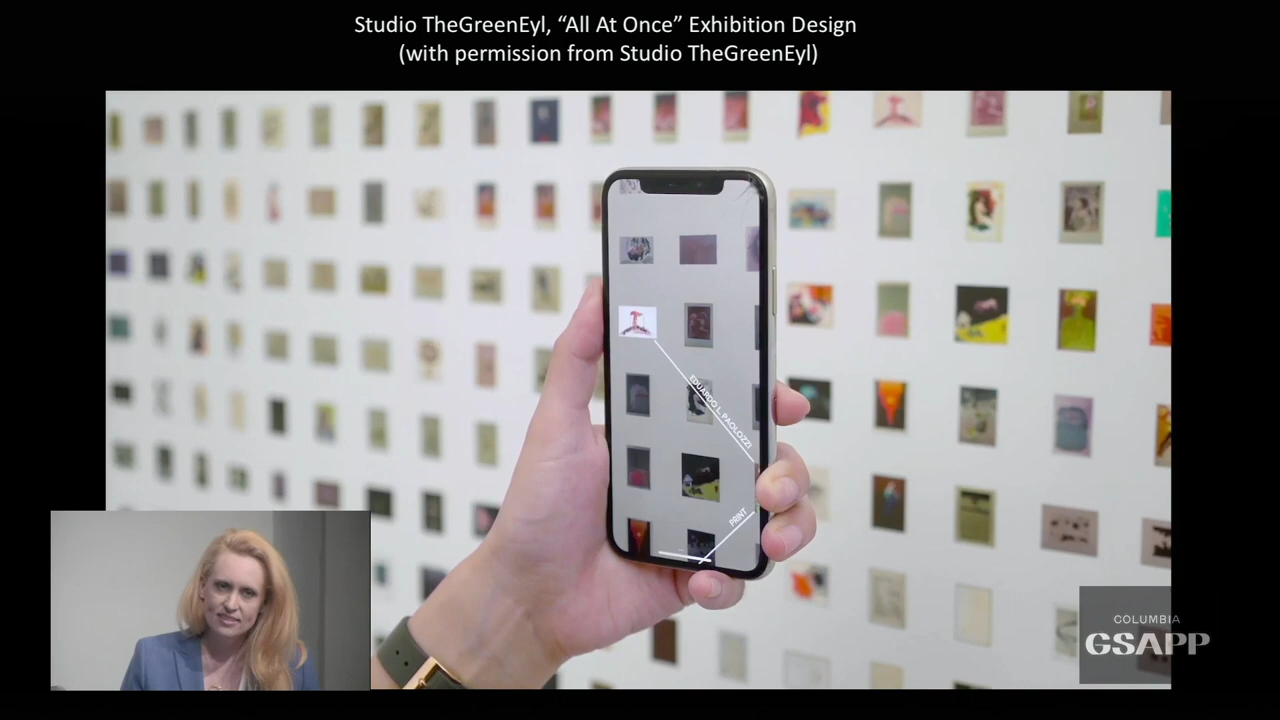 Studio TheGreenEyl, “All At Once” Exhibition Design
(with permission from Studio TheGreenEyl)
EDUARDO L. PAOLOZZI
PRINT
COLUMBIA
GSAPP